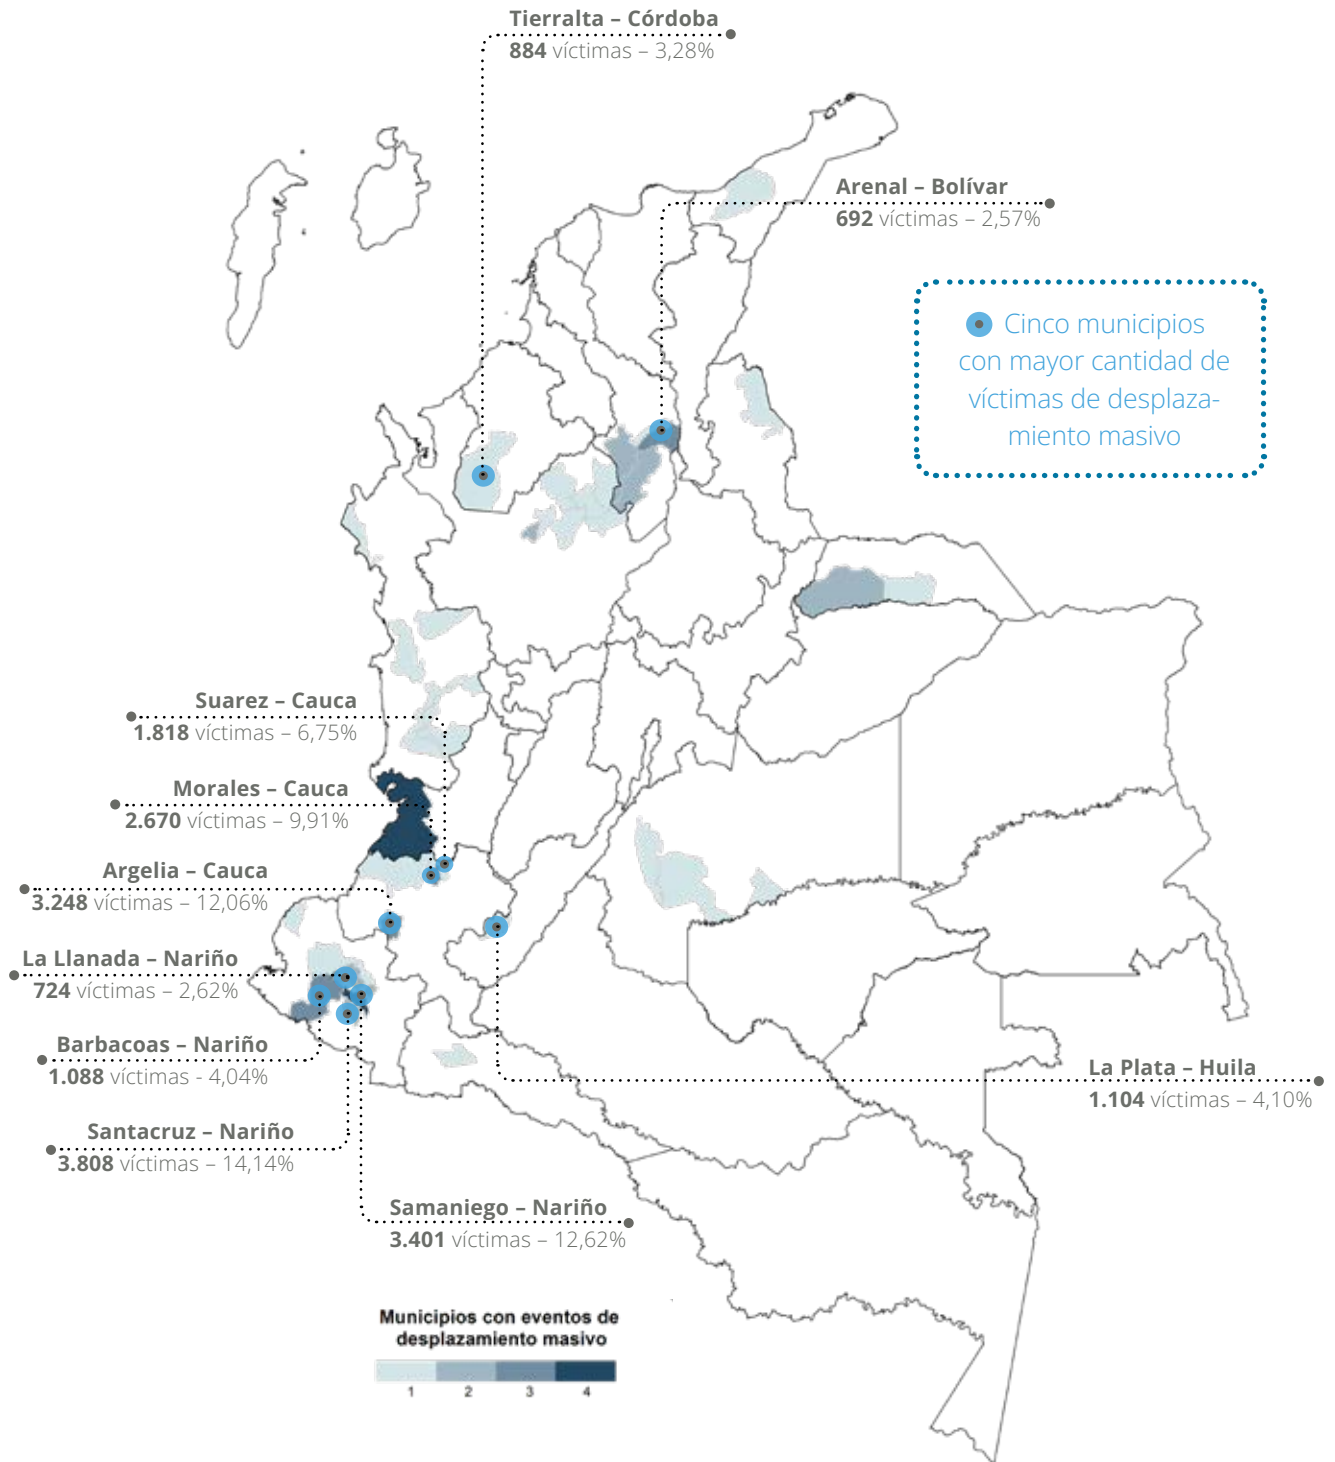 Tierralta – Córdoba
884 víctimas – 3,28%
Arenal – Bolívar
692 víctimas – 2,57%
Cinco municipios
con mayor cantidad de
víctimas de desplaza-
miento masivo
Suarez – Cauca
1.818 víctimas – 6,75%
Morales – Cauca
2.670 víctimas – 9,91%
Argelia – Cauca
3.248 víctimas – 12,06%
La Llanada – Nariño
724 víctimas – 2,62%
Barbacoas – Nariño
1.088 víctimas - 4,04%
La Plata – Huila
1.104 víctimas – 4,10%
Santacruz – Nariño
3.808 víctimas – 14,14%
Samaniego – Nariño
3.401 víctimas – 12,62%
Municipios con eventos de
desplazamiento masivo
1 2 3 4